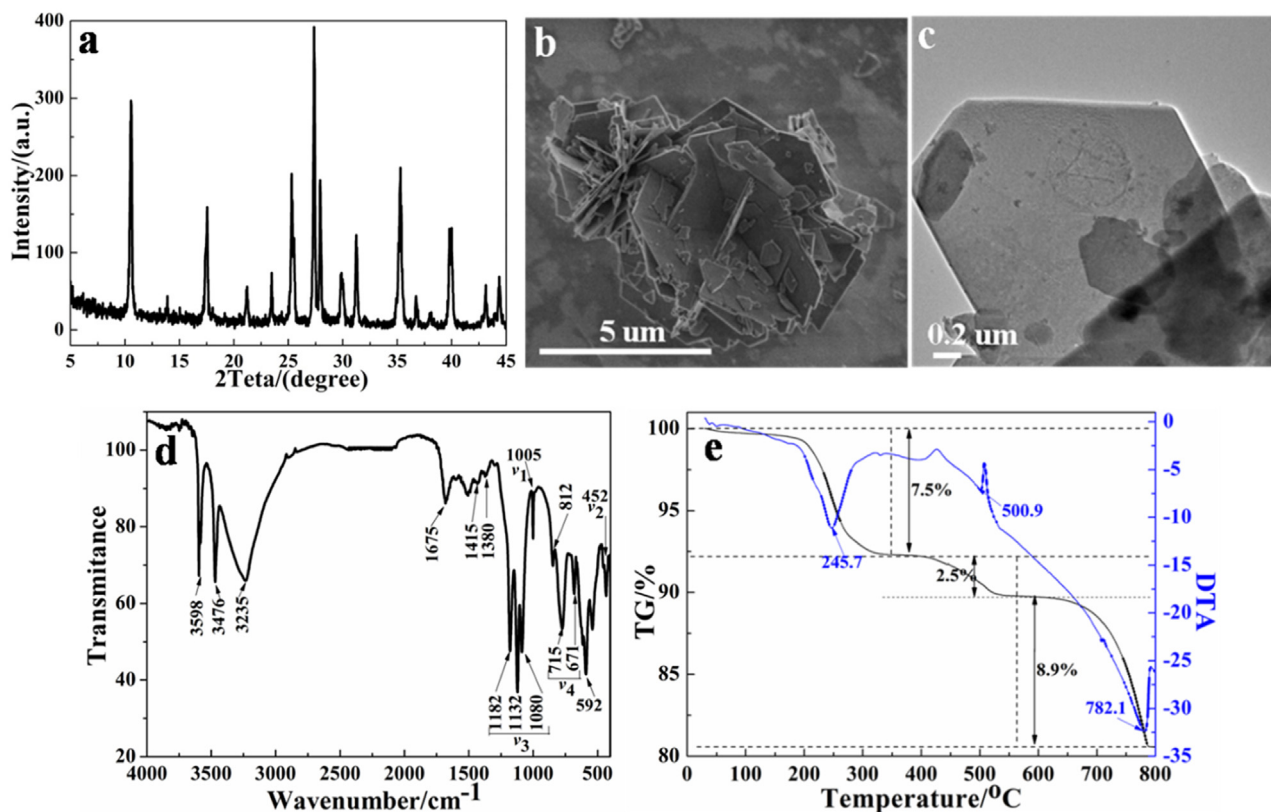 a
Intensity/(a.u.)
400
300
200
100
0
5 10 15 20 25 30 35 40 45
2Teta/(degree)
b
5 um
c
0.2 um
d
Transmittance
100
80
60
40
20
3598
3476
3235
1675
1415
1380
1182
1132
1080
v3
1005
v1
812
715
671
v4
592
452
v2
4000 3500 3000 2500 2000 1500 1000 500
Wavenumber/cm-1
e
TG/%
100
95
90
85
80
7.5%
2.5%
8.9%
245.7
500.9
782.1
0
-5
-10
-15
-20
-25
-30
-35
DTA
0 100 200 300 400 500 600 700 800
Temperature/oC